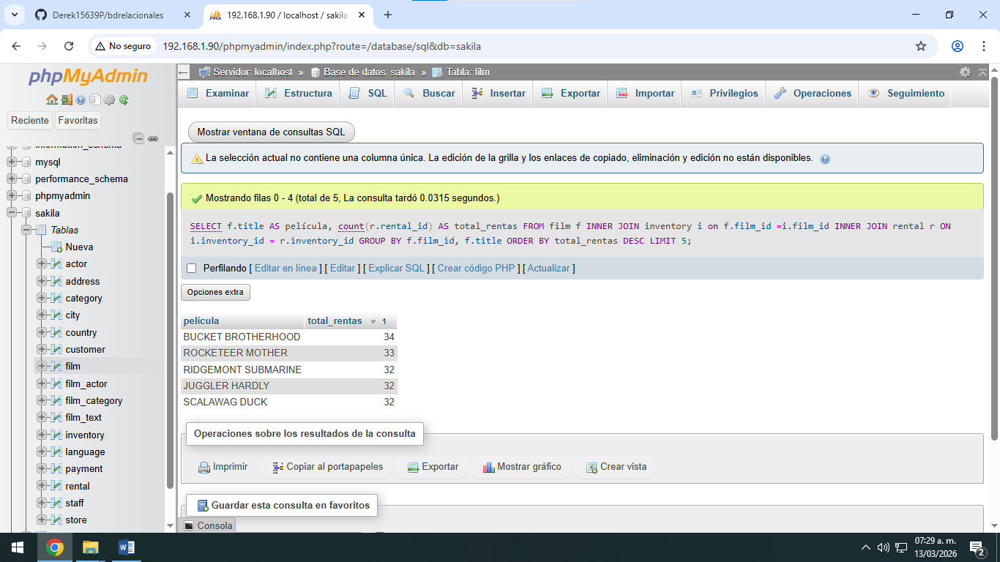 Derek15639P/bdrelacionales
192.168.1.90 / localhost / sakila
No seguro
192.168.1.90/phpmyadmin/index.php?route=/database/sql&db=sakila
phpMyAdmin
Reciente
Favoritas
information_schema
mysql
performance_schema
phpmyadmin
sakila
Tablas
Nueva
actor
address
category
city
country
customer
film
film_actor
film_category
film_text
inventory
language
payment
rental
staff
store
Servidor: localhost » Base de datos: sakila » Tabla: film
Examinar Estructura SQL Buscar Insertar Exportar Importar Privilegios Operaciones Seguimiento
Mostrar ventana de consultas SQL
La selección actual no contiene una columna única. La edición de la grilla y los enlaces de copiado, eliminación y edición no están disponibles.
Mostrando filas 0 - 4 (total de 5, La consulta tardó 0.0315 segundos.)
SELECT f.title AS película, count(r.rental_id) AS total_rentas FROM film f INNER JOIN inventory i on f.film_id =i.film_id INNER JOIN rental r ON
i.inventory_id = r.inventory_id GROUP BY f.film_id, f.title ORDER BY total_rentas DESC LIMIT 5;
Perfilando [ Editar en línea ] [ Editar ] [ Explicar SQL ] [ Crear código PHP ] [ Actualizar ]
Opciones extra
película total_rentas 1
BUCKET BROTHERHOOD 34
ROCKETEER MOTHER 33
RIDGEMONT SUBMARINE 32
JUGGLER HARDLY 32
SCALAWAG DUCK 32
Operaciones sobre los resultados de la consulta
Imprimir Copiar al portapapeles Exportar Mostrar gráfico Crear vista
Guardar esta consulta en favoritos
Consola
07:29 a. m.
13/03/2026
2